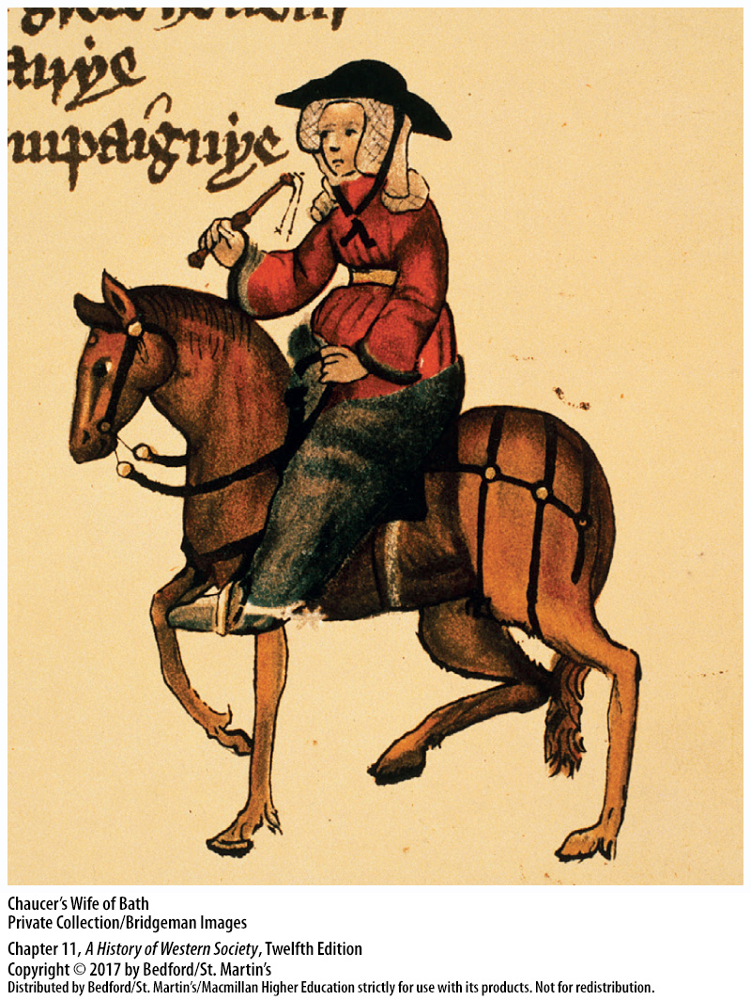 auye
mpaignye
Chaucer’s Wife of Bath
Private Collection/Bridgeman Images
Chapter 11, A History of Western Society, Twelfth Edition
Copyright © 2017 by Bedford/St. Martin’s
Distributed by Bedford/St. Martin’s/Macmillan Higher Education strictly for use with its products. Not for redistribution.